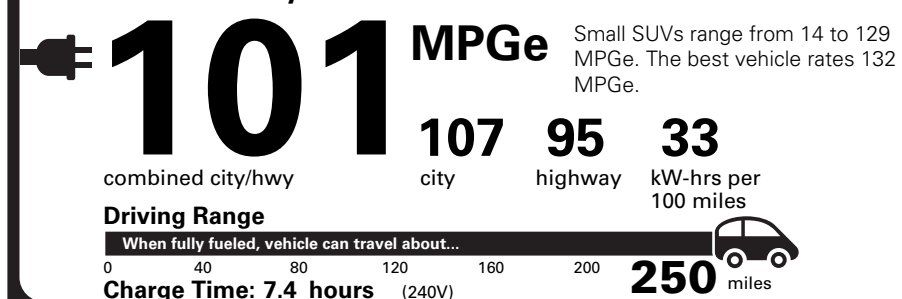 101 MPGe
Small SUVs range from 14 to 129
MPGe. The best vehicle rates 132
MPGe.
107 95 33
combined city/hwy city highway kW-hrs per
100 miles
Driving Range
When fully fueled, vehicle can travel about...
0 40 80 120 160 200 250 miles
Charge Time: 7.4 hours (240V)